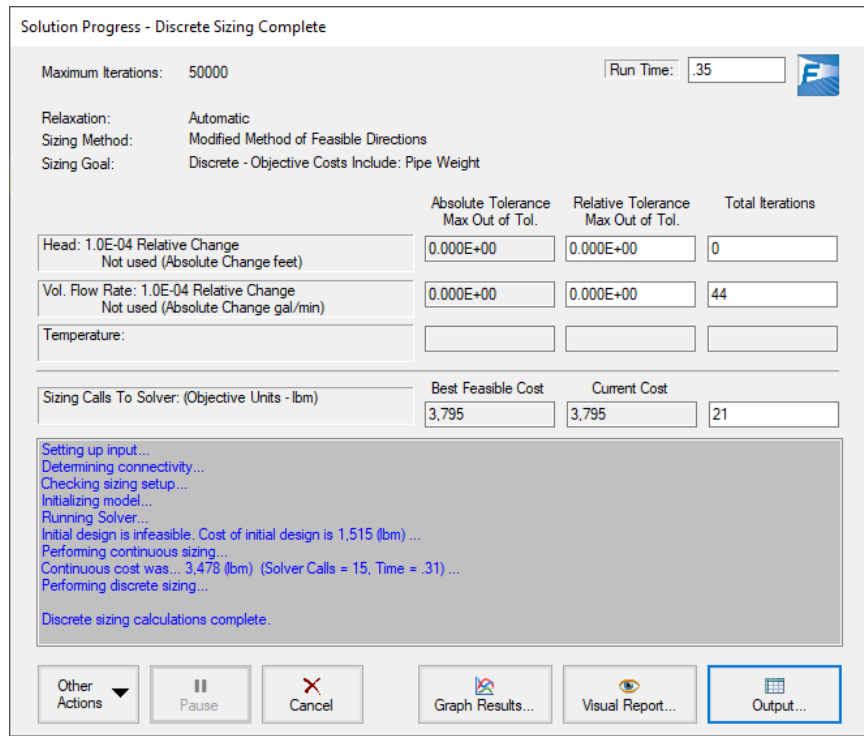 Solution Progress - Discrete Sizing Complete
Maximum Iterations: 50000 Run Time: .35
Relaxation: Automatic
Sizing Method: Modified Method of Feasible Directions
Sizing Goal: Discrete - Objective Costs Include: Pipe Weight
Absolute Tolerance Relative Tolerance Total Iterations
Max Out of Tol. Max Out of Tol.
Head: 1.0E-04 Relative Change 0.000E+00 0.000E+00 0
Not used (Absolute Change feet)
Vol. Flow Rate: 1.0E-04 Relative Change 0.000E+00 0.000E+00 44
Not used (Absolute Change gal/min)
Temperature:
Best Feasible Cost Current Cost
Sizing Calls To Solver: (Objective Units - lbm) 3,795 3,795 21
Setting up input...
Determining connectivity...
Checking sizing setup...
Initializing model...
Running Solver...
Initial design is infeasible. Cost of initial design is 1,515 (lbm) ...
Performing continuous sizing...
Continuous cost was... 3,478 (lbm) (Solver Calls = 15, Time = .31) ...
Performing discrete sizing...
Discrete sizing calculations complete.
Other Actions Pause Cancel Graph Results... Visual Report... Output...